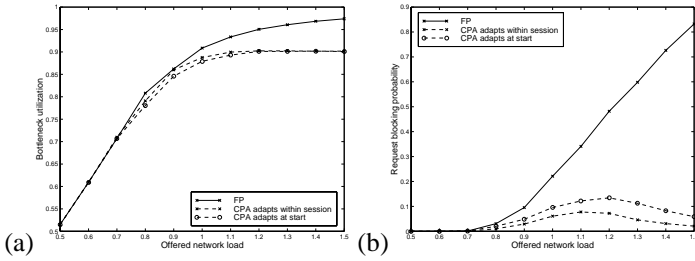 1
0.95
0.9
0.85
0.8
0.75
0.7
0.65
0.6
0.55
0.5
Bottleneck utilization
FP
CPA adapts within session
CPA adapts at start
0.5 0.6 0.7 0.8 0.9 1 1.1 1.2 1.3 1.4 1.5
Offered network load
(a)
0.9
0.8
0.7
0.6
0.5
0.4
0.3
0.2
0.1
0
Request blocking probability
FP
CPA adapts within session
CPA adapts at start
0.5 0.6 0.7 0.8 0.9 1 1.1 1.2 1.3 1.4 1.
Offered network load
(b)